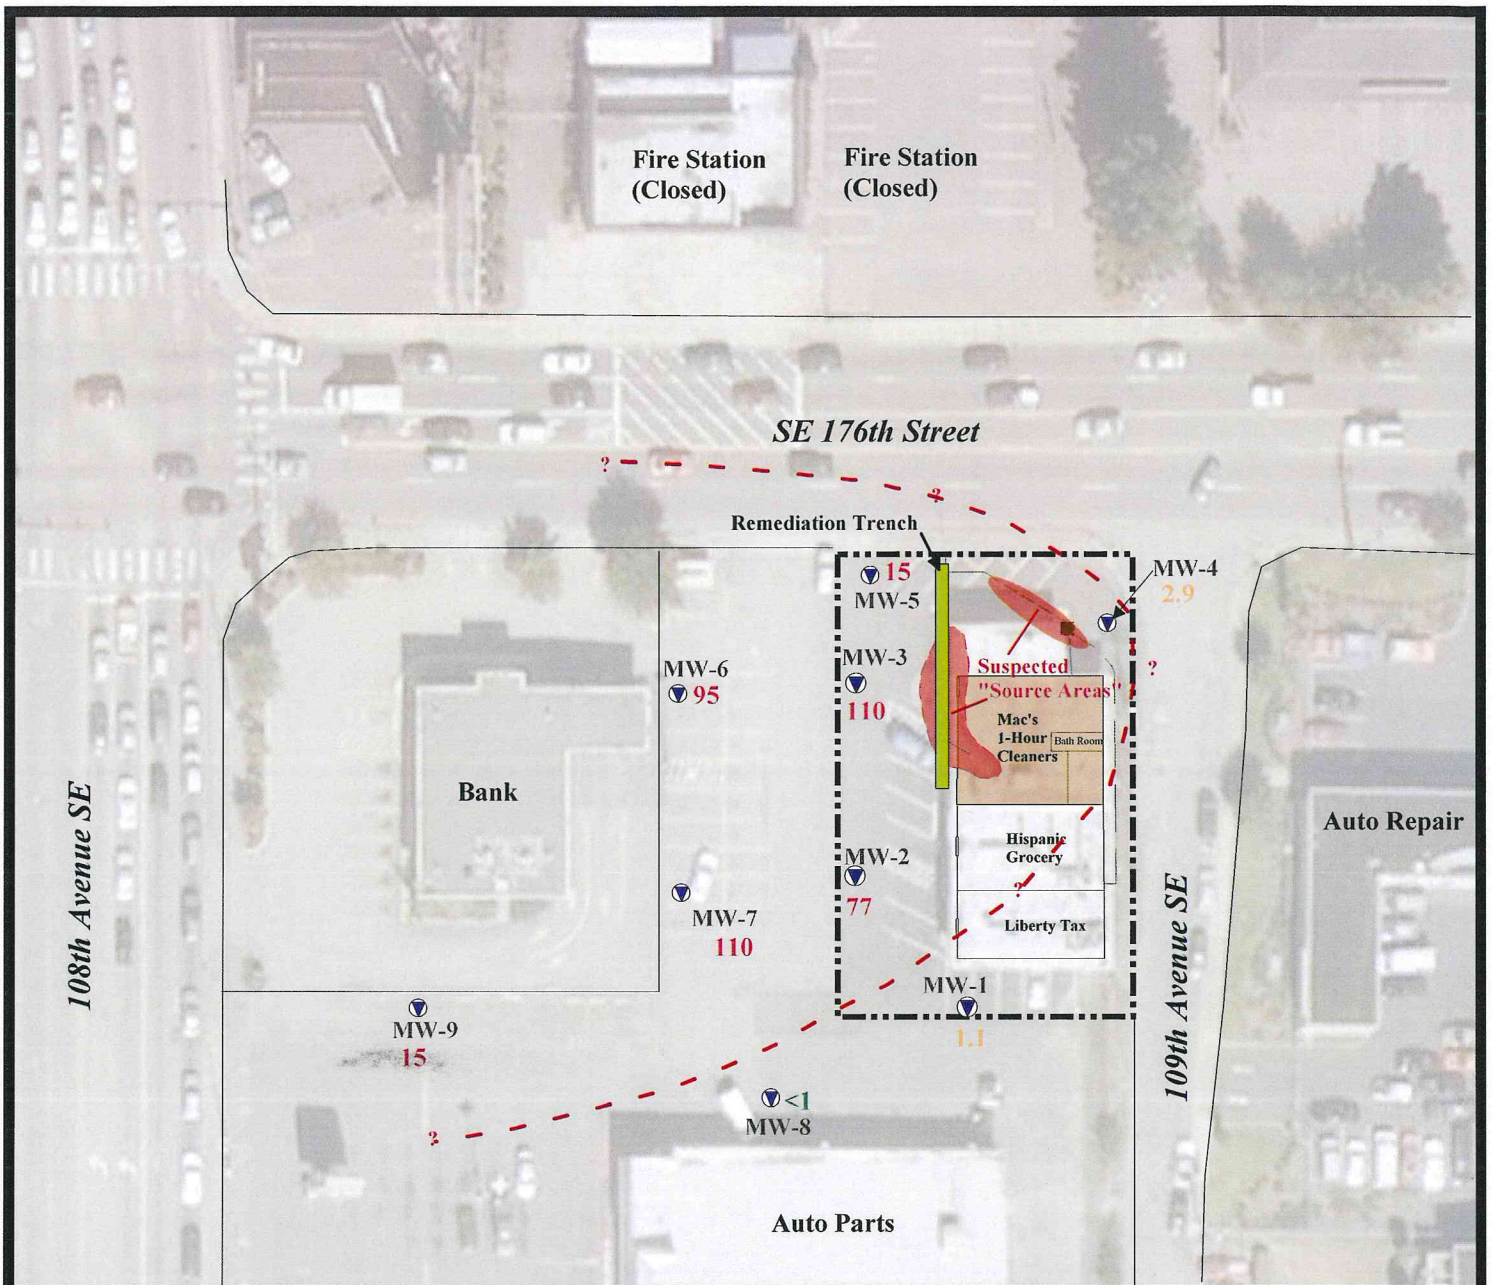 Fire Station
(Closed)
Fire Station
(Closed)
SE 176th Street
?
?
Remediation Trench
15
MW-5
MW-4
2.9
MW-3
110
MW-6
95
Suspected
"Source Areas"
?
Mac's
1-Hour
Cleaners
Bath Room
Bank
Auto Repair
Hispanic
Grocery
MW-2
77
?
Liberty Tax
MW-7
110
108th Avenue SE
109th Avenue SE
MW-1
1.1
MW-9
15
<1
MW-8
?
Auto Parts